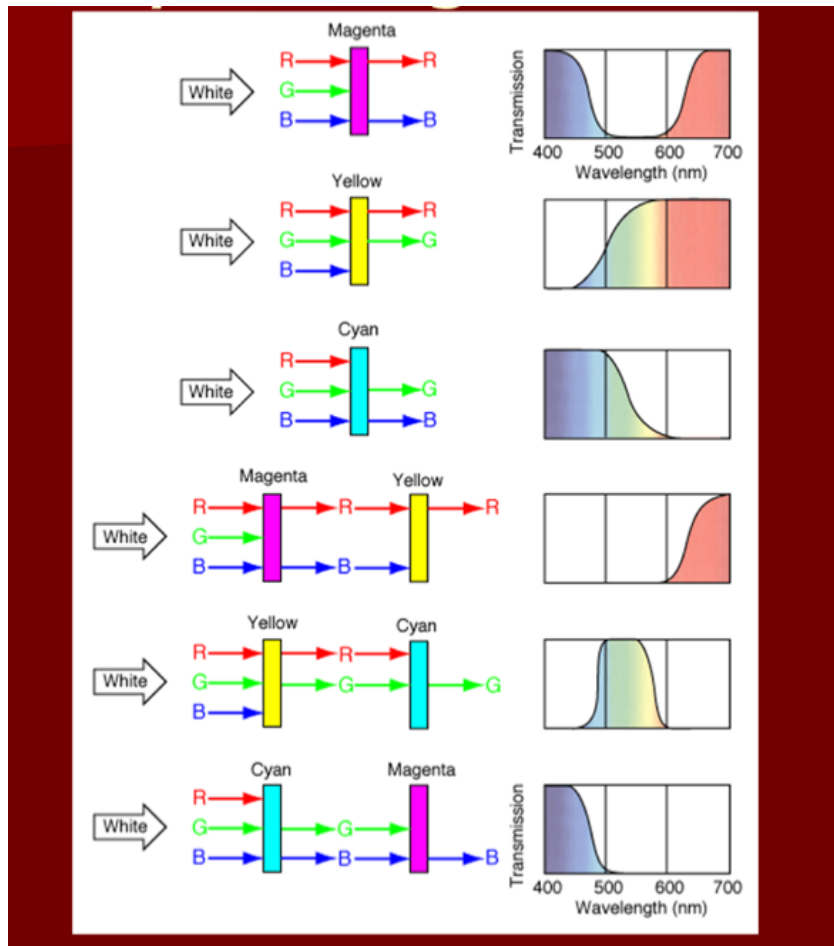 Magenta
R R
White G
B B
Transmission
400 500 600 700
Wavelength (nm)
Yellow
R R
White G G
B
Cyan
R
White G G
B B
Magenta Yellow
R R R
White G
B B
Yellow Cyan
R R
White G G G
B
Cyan Magenta
R
White G G
B B B
Transmission
400 500 600 700
Wavelength (nm)